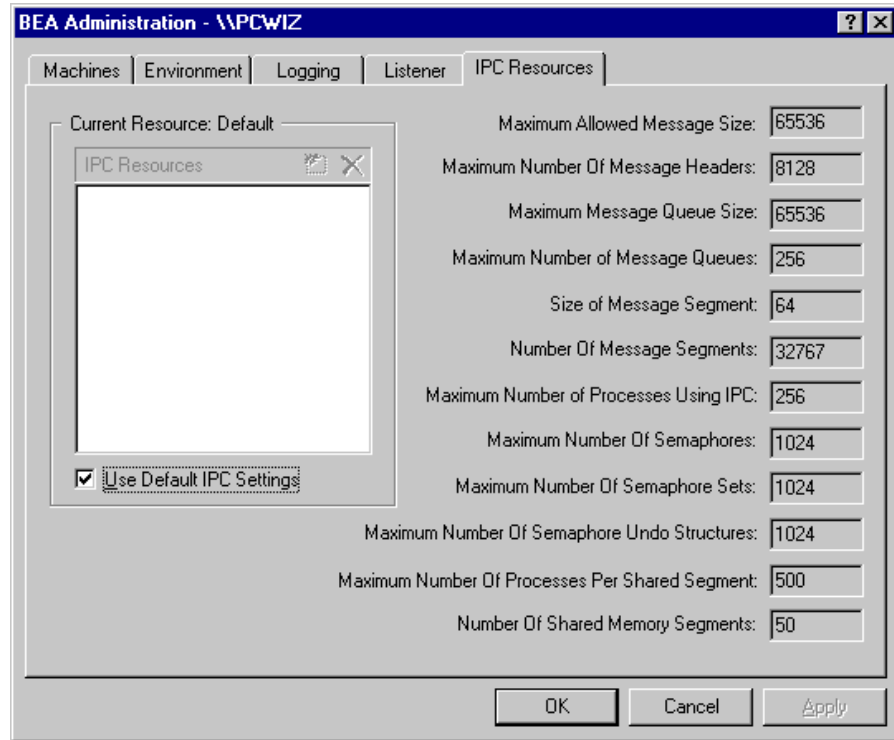 BEA Administration - \\PCWIZ
Machines Environment Logging Listener IPC Resources
Current Resource: Default
IPC Resources
Use Default IPC Settings
Maximum Allowed Message Size: 65536
Maximum Number Of Message Headers: 8128
Maximum Message Queue Size: 65536
Maximum Number of Message Queues: 256
Size of Message Segment: 64
Number Of Message Segments: 32767
Maximum Number of Processes Using IPC: 256
Maximum Number Of Semaphores: 1024
Maximum Number Of Semaphore Sets: 1024
Maximum Number Of Semaphore Undo Structures: 1024
Maximum Number Of Processes Per Shared Segment: 500
Number Of Shared Memory Segments: 50
OK Cancel Apply